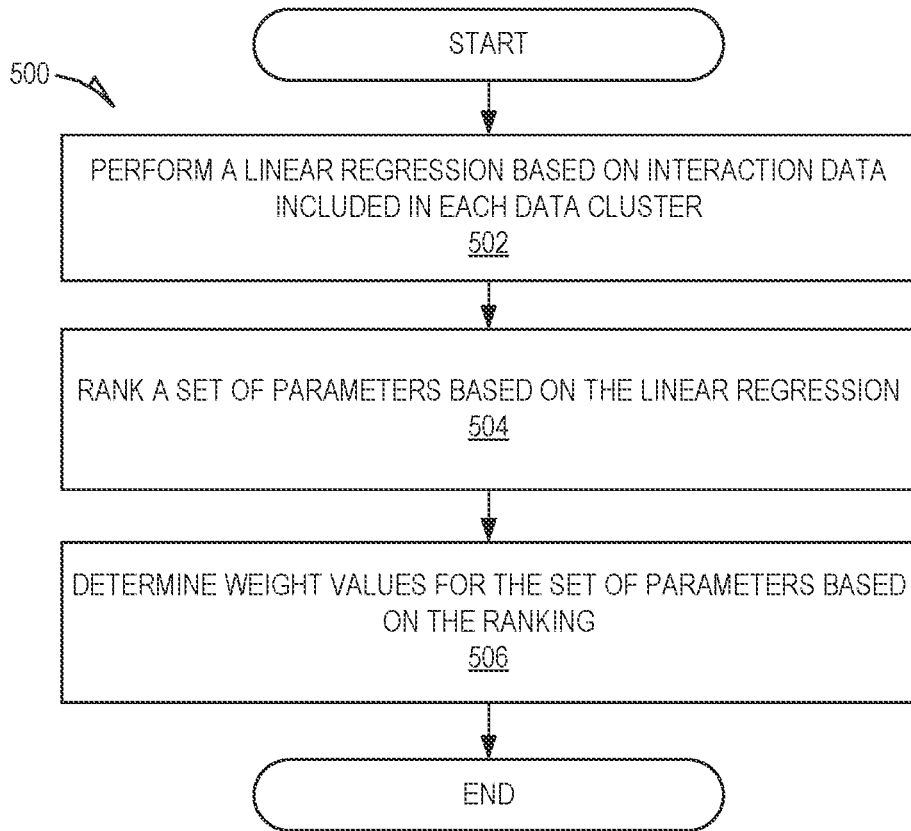 START
500
PERFORM A LINEAR REGRESSION BASED ON INTERACTION DATA
INCLUDED IN EACH DATA CLUSTER
502
RANK A SET OF PARAMETERS BASED ON THE LINEAR REGRESSION
504
DETERMINE WEIGHT VALUES FOR THE SET OF PARAMETERS BASED
ON THE RANKING
506
END